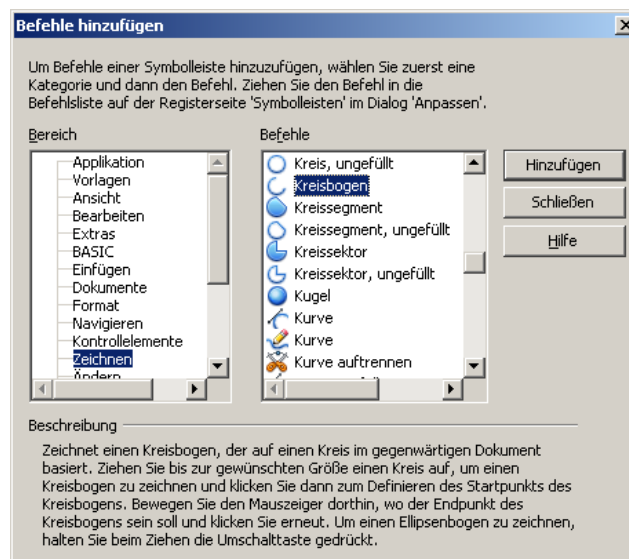 Befehle hinzufügen
Um Befehle einer Symbolleiste hinzuzufügen, wählen Sie zuerst eine
Kategorie und dann den Befehl. Ziehen Sie den Befehl in die
Befehlsliste auf der Registerseite 'Symbolleisten' im Dialog 'Anpassen'.
Bereich
Applikation
Vorlagen
Ansicht
Bearbeiten
Extras
BASIC
Einfügen
Dokumente
Format
Navigieren
Kontrollelemente
Zeichnen
Ändern
Befehle
Kreis, ungefüllt
Kreisbogen
Kreissegment
Kreissegment, ungefüllt
Kreissektor
Kreissektor, ungefüllt
Kugel
Kurve
Kurve
Kurve auftrennen
Hinzufügen
Schließen
Hilfe
Beschreibung
Zeichnet einen Kreisbogen, der auf einen Kreis im gegenwärtigen Dokument
basiert. Ziehen Sie bis zur gewünschten Größe einen Kreis auf, um einen
Kreisbogen zu zeichnen und klicken Sie dann zum Definieren des Startpunkts des
Kreisbogens. Bewegen Sie den Mauszeiger dorthin, wo der Endpunkt des
Kreisbogens sein soll und klicken Sie erneut. Um einen Ellipsenbogen zu zeichnen,
halten Sie beim Ziehen die Umschalttaste gedrückt.